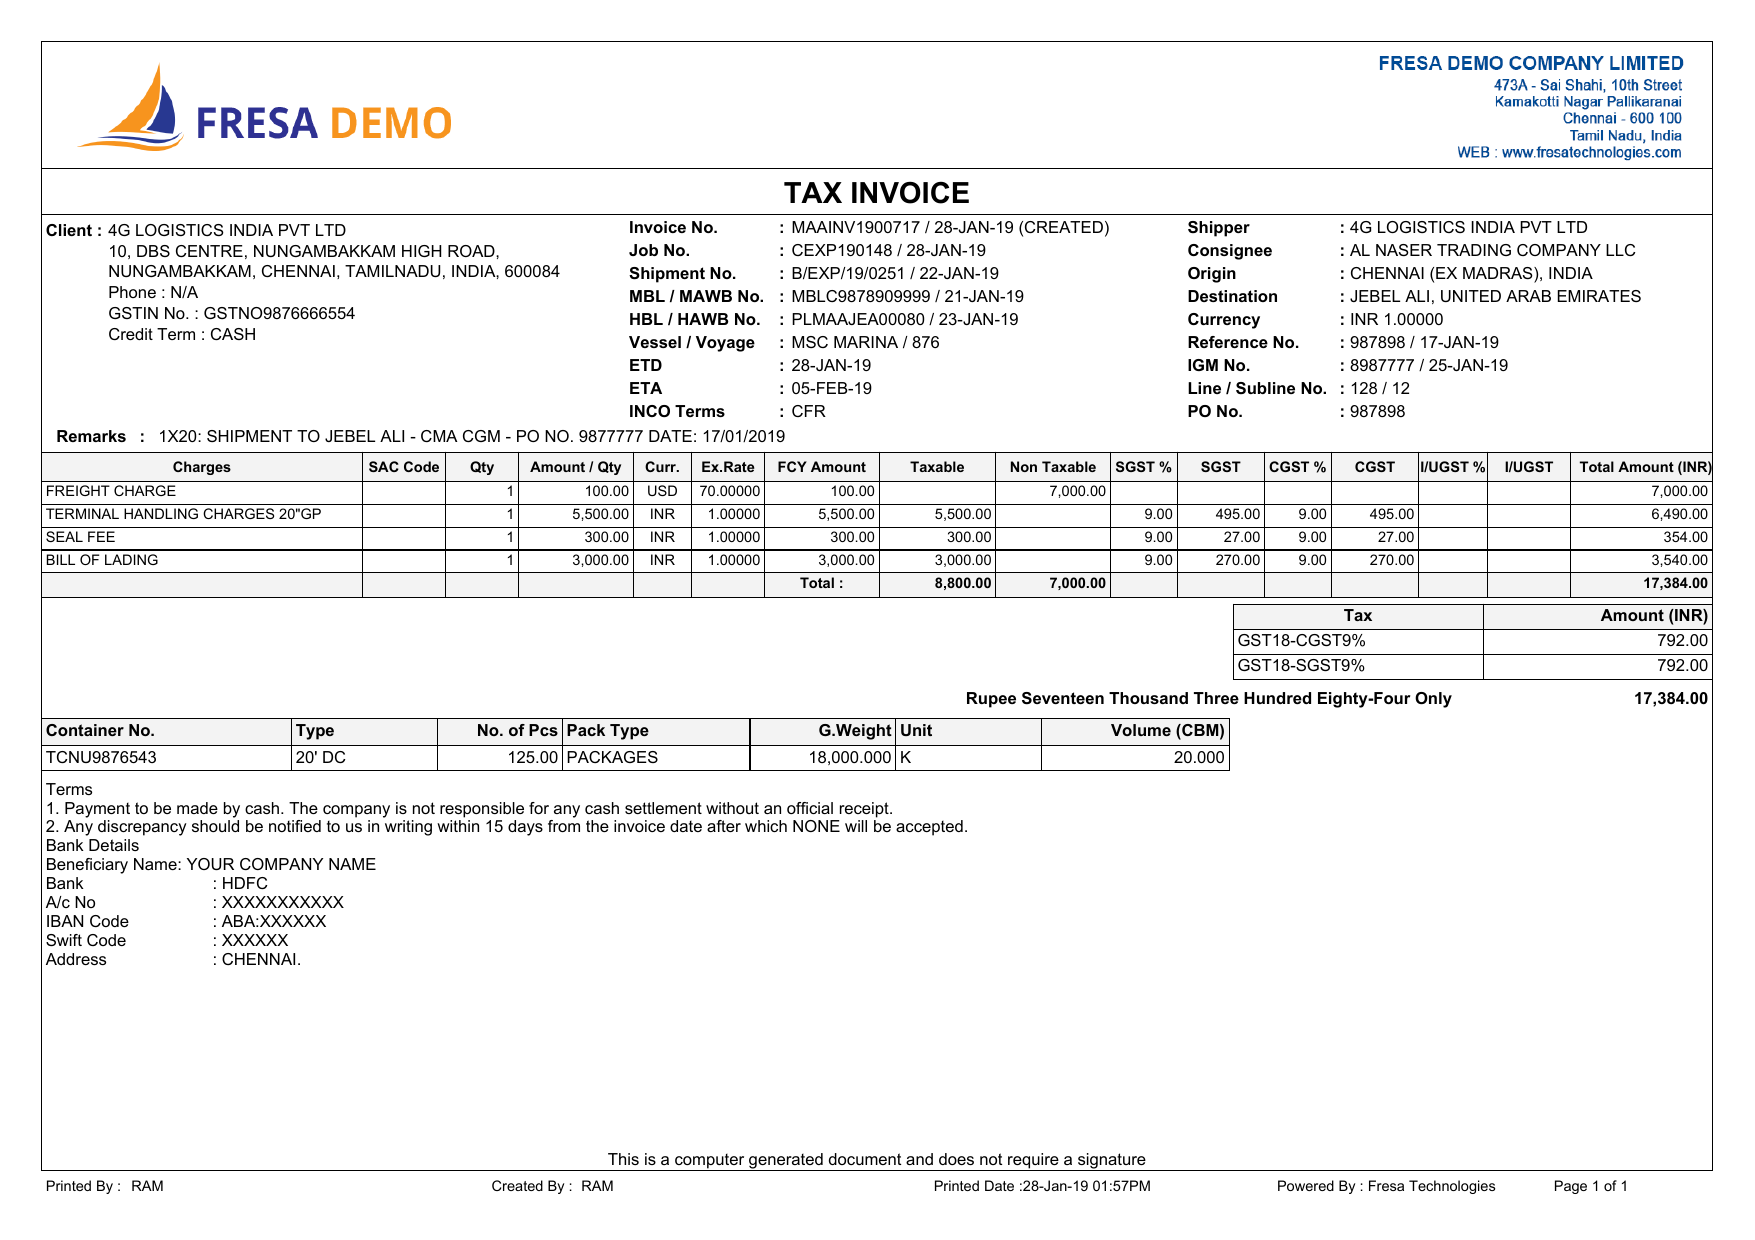 FRESA DEMO
FRESA DEMO COMPANY LIMITED
473A - Sai Shahi, 10th Street
Kamakotti Nagar Pallikaranai
Chennai - 600 100
Tamil Nadu, India
WEB : www.fresatechnologies.com
TAX INVOICE
Client : 4G LOGISTICS INDIA PVT LTD
10, DBS CENTRE, NUNGAMBAKKAM HIGH ROAD,
NUNGAMBAKKAM, CHENNAI, TAMILNADU, INDIA, 600084
Phone : N/A
GSTIN No. : GSTNO9876666554
Credit Term : CASH
Invoice No. : MAAINV1900717 / 28-JAN-19 (CREATED)
Job No. : CEXP190148 / 28-JAN-19
Shipment No. : B/EXP/19/0251 / 22-JAN-19
MBL / MAWB No. : MBLC9878909999 / 21-JAN-19
HBL / HAWB No. : PLMAAJEA00080 / 23-JAN-19
Vessel / Voyage : MSC MARINA / 876
ETD : 28-JAN-19
ETA : 05-FEB-19
INCO Terms : CFR
Shipper : 4G LOGISTICS INDIA PVT LTD
Consignee : AL NASER TRADING COMPANY LLC
Origin : CHENNAI (EX MADRAS), INDIA
Destination : JEBEL ALI, UNITED ARAB EMIRATES
Currency : INR 1.00000
Reference No. : 987898 / 17-JAN-19
IGM No. : 8987777 / 25-JAN-19
Line / Subline No. : 128 / 12
PO No. : 987898
Remarks : 1X20: SHIPMENT TO JEBEL ALI - CMA CGM - PO NO. 9877777 DATE: 17/01/2019
Charges SAC Code Qty Amount / Qty Curr. Ex.Rate FCY Amount Taxable Non Taxable SGST % SGST CGST % CGST I/UGST % I/UGST Total Amount (INR)
FREIGHT CHARGE 1 100.00 USD 70.00000 100.00 7,000.00 7,000.00
TERMINAL HANDLING CHARGES 20"GP 1 5,500.00 INR 1.00000 5,500.00 5,500.00 9.00 495.00 9.00 495.00 6,490.00
SEAL FEE 1 300.00 INR 1.00000 300.00 300.00 9.00 27.00 9.00 27.00 354.00
BILL OF LADING 1 3,000.00 INR 1.00000 3,000.00 3,000.00 9.00 270.00 9.00 270.00 3,540.00
Total : 8,800.00 7,000.00 17,384.00
Tax Amount (INR)
GST18-CGST9% 792.00
GST18-SGST9% 792.00
Rupee Seventeen Thousand Three Hundred Eighty-Four Only 17,384.00
Container No. Type No. of Pcs Pack Type G.Weight Unit Volume (CBM)
TCNU9876543 20' DC 125.00 PACKAGES 18,000.000 K 20.000
Terms
1. Payment to be made by cash. The company is not responsible for any cash settlement without an official receipt.
2. Any discrepancy should be notified to us in writing within 15 days from the invoice date after which NONE will be accepted.
Bank Details
Beneficiary Name: YOUR COMPANY NAME
Bank : HDFC
A/c No : XXXXXXXXXXX
IBAN Code : ABA:XXXXXX
Swift Code : XXXXXX
Address : CHENNAI.
This is a computer generated document and does not require a signature
Printed By : RAM Created By : RAM Printed Date :28-Jan-19 01:57PM Powered By : Fresa Technologies Page 1 of 1